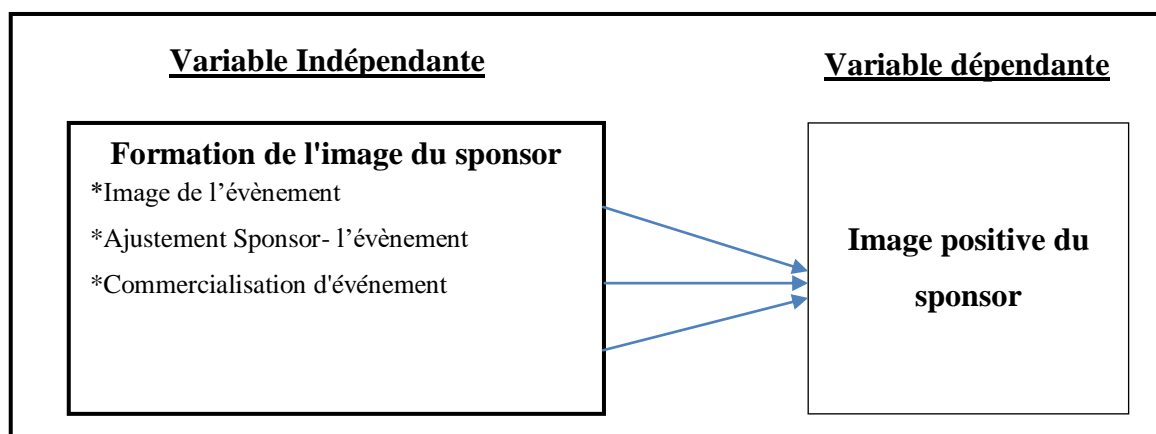 Variable Indépendante
Variable dépendante
Formation de l'image du sponsor
*Image de l’évènement
*Ajustement Sponsor- l’évènement
*Commercialisation d'événement
Image positive du
sponsor